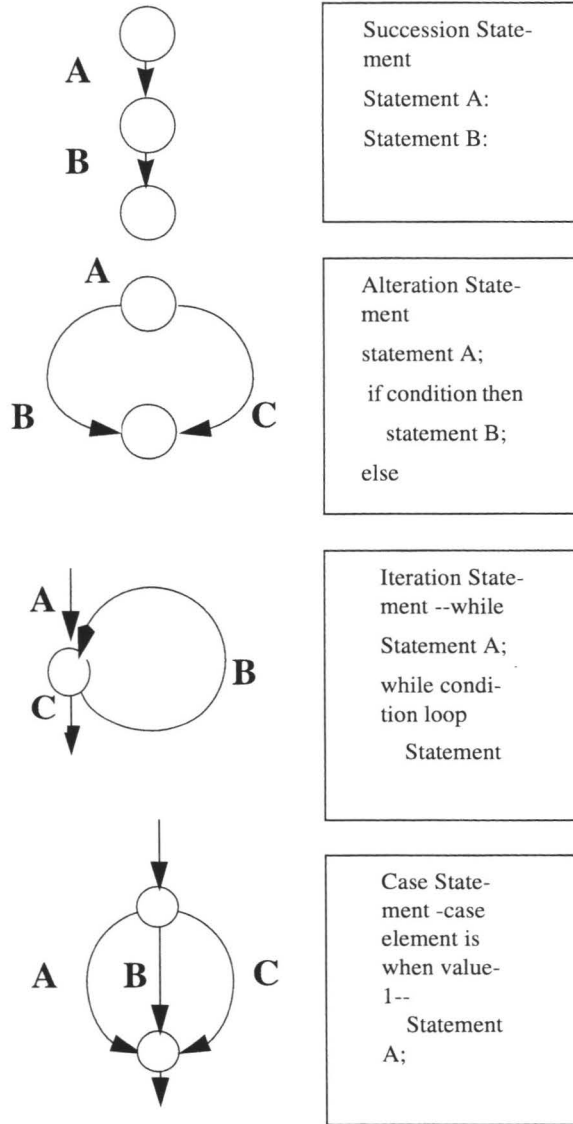 A
B
Succession State-
ment
Statement A:
Statement B:
A
B
C
Alteration State-
ment
statement A;
if condition then
statement B;
else
A
B
C
Iteration State-
ment --while
Statement A;
while condi-
tion loop
Statement
A
B
C
Case State-
ment -case
element is
when value-
1--
Statement
A;